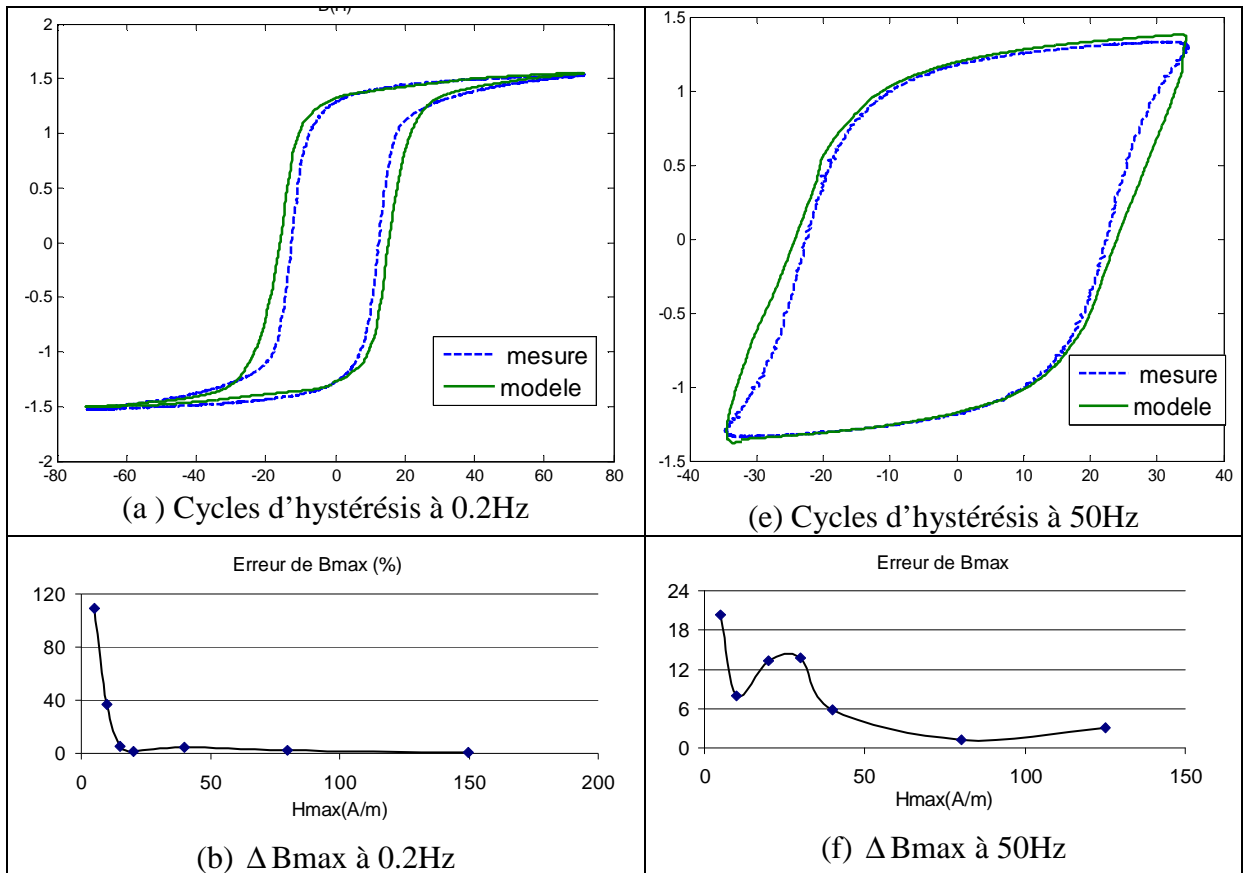 2
1.5
1
0.5
0
-0.5
-1
-1.5
-2
-80 -60 -40 -20 0 20 40 60 80
mesure
modele
(a ) Cycles d’hystérésis à 0.2Hz
1.5
1
0.5
0
-0.5
-1
-1.5
-40 -30 -20 -10 0 10 20 30 40
mesure
modele
(e) Cycles d’hystérésis à 50Hz
Erreur de Bmax (%)
120
80
40
0
0 50 100 150 200
Hmax(A/m)
(b) Δ Bmax à 0.2Hz
Erreur de Bmax
24
18
12
6
0
0 50 100 150
Hmax(A/m)
(f) Δ Bmax à 50Hz